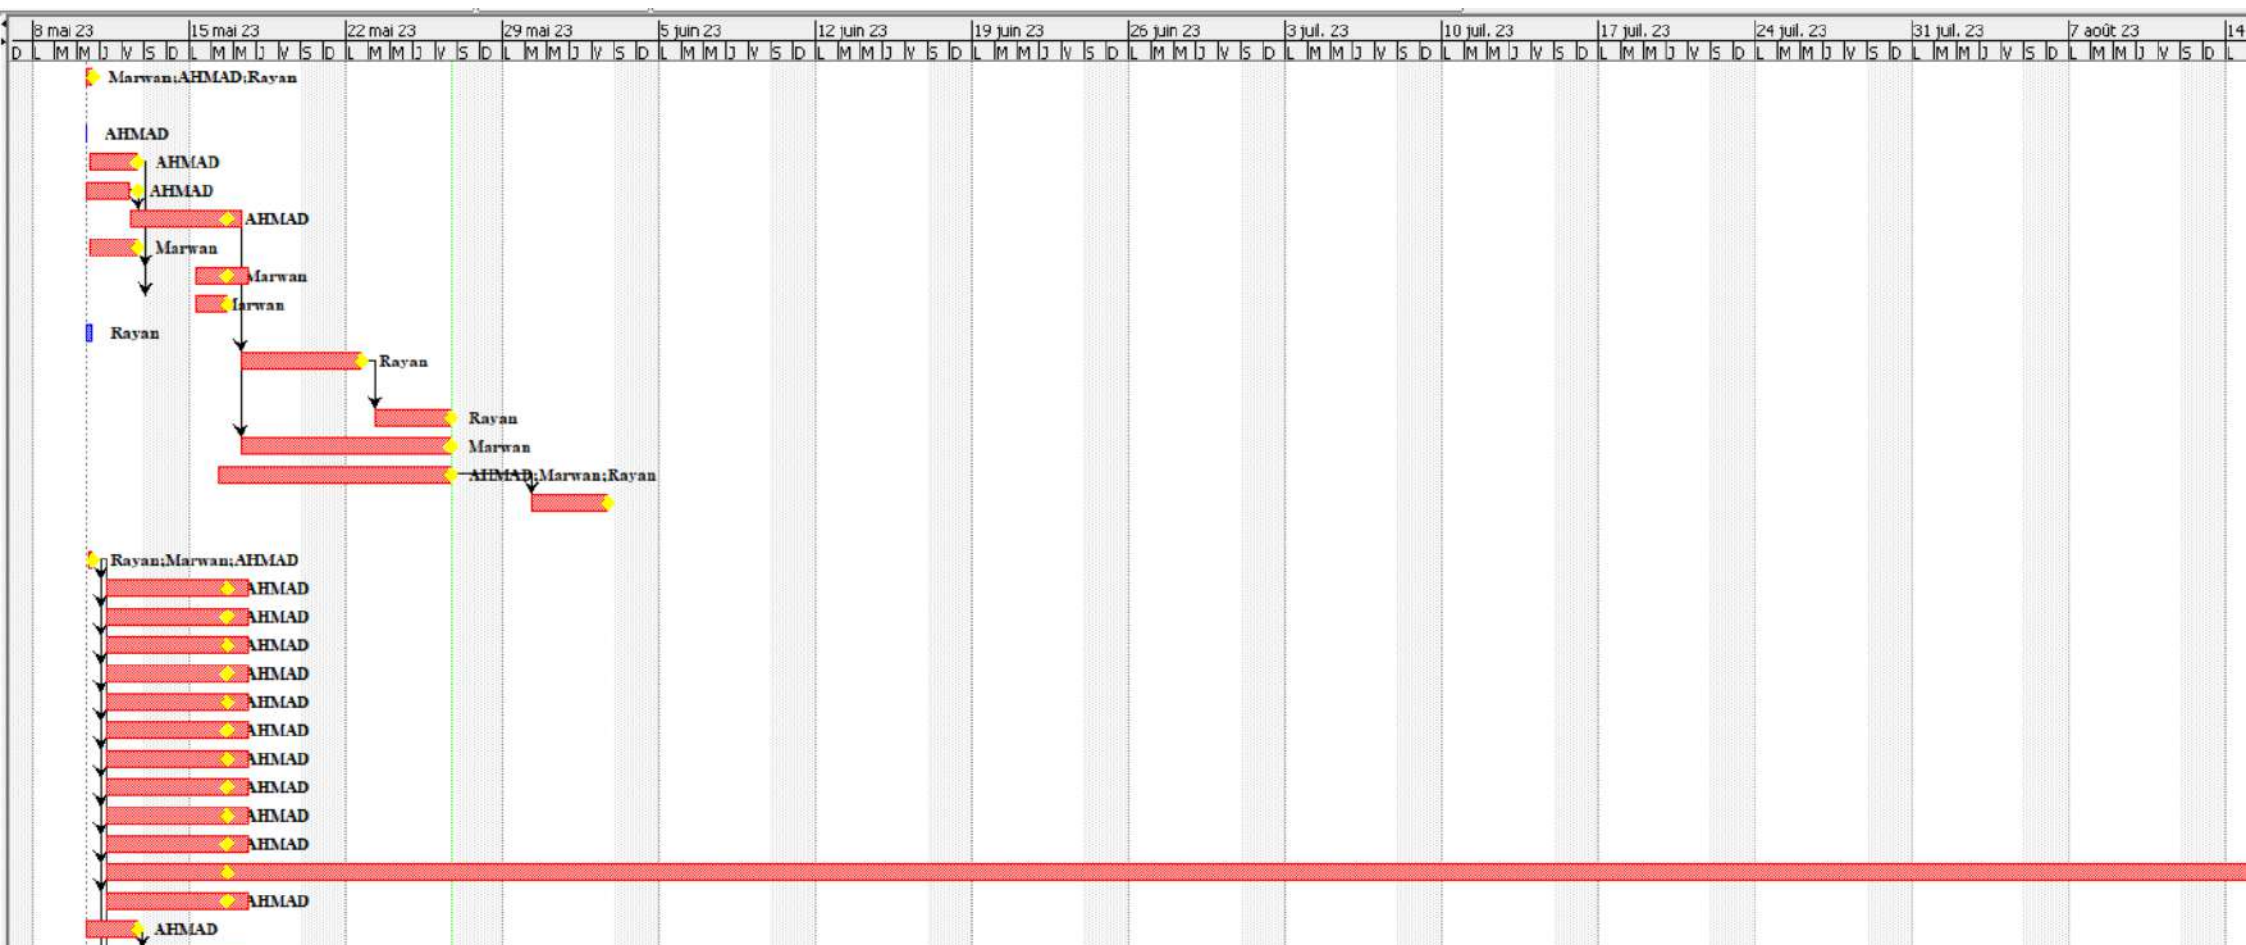 8 mai 23 15 mai 23 22 mai 23 29 mai 23 5 juin 23 12 juin 23 19 juin 23 26 juin 23 3 juil. 23 10 juil. 23 17 juil. 23 24 juil. 23 31 juil. 23 7 août 23 14
D L M M J V S D L M M J V S D L M M J V S D L M M J V S D L M M J V S D L M M J V S D L M M J V S D L M M J V S D L M M J V S D L M M J V S D L M M J V S D L M M J V S D L M M J V S D L M M J V S D L
Marwan;AHMAD;Rayan
AHMAD
AHMAD
AHMAD
AHMAD
Marwan
Marwan
Marwan
Rayan
Rayan
Rayan
Marwan
AHMAD;Marwan;Rayan
Rayan;Marwan;AHMAD
AHMAD
AHMAD
AHMAD
AHMAD
AHMAD
AHMAD
AHMAD
AHMAD
AHMAD
AHMAD
AHMAD
AHMAD